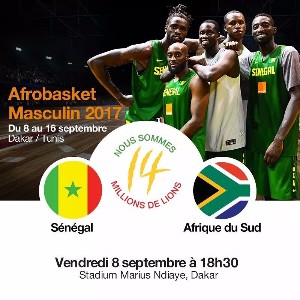 Afrobasket
Masculin 2017
Du 8 au 16 septembre
Dakar / Tunis
SENEGAL
NOUS SOMMES
14
MILLIONS DE LIONS
Sénégal
Afrique du Sud
Vendredi 8 septembre à 18h30
Stadium Marius Ndiaye, Dakar